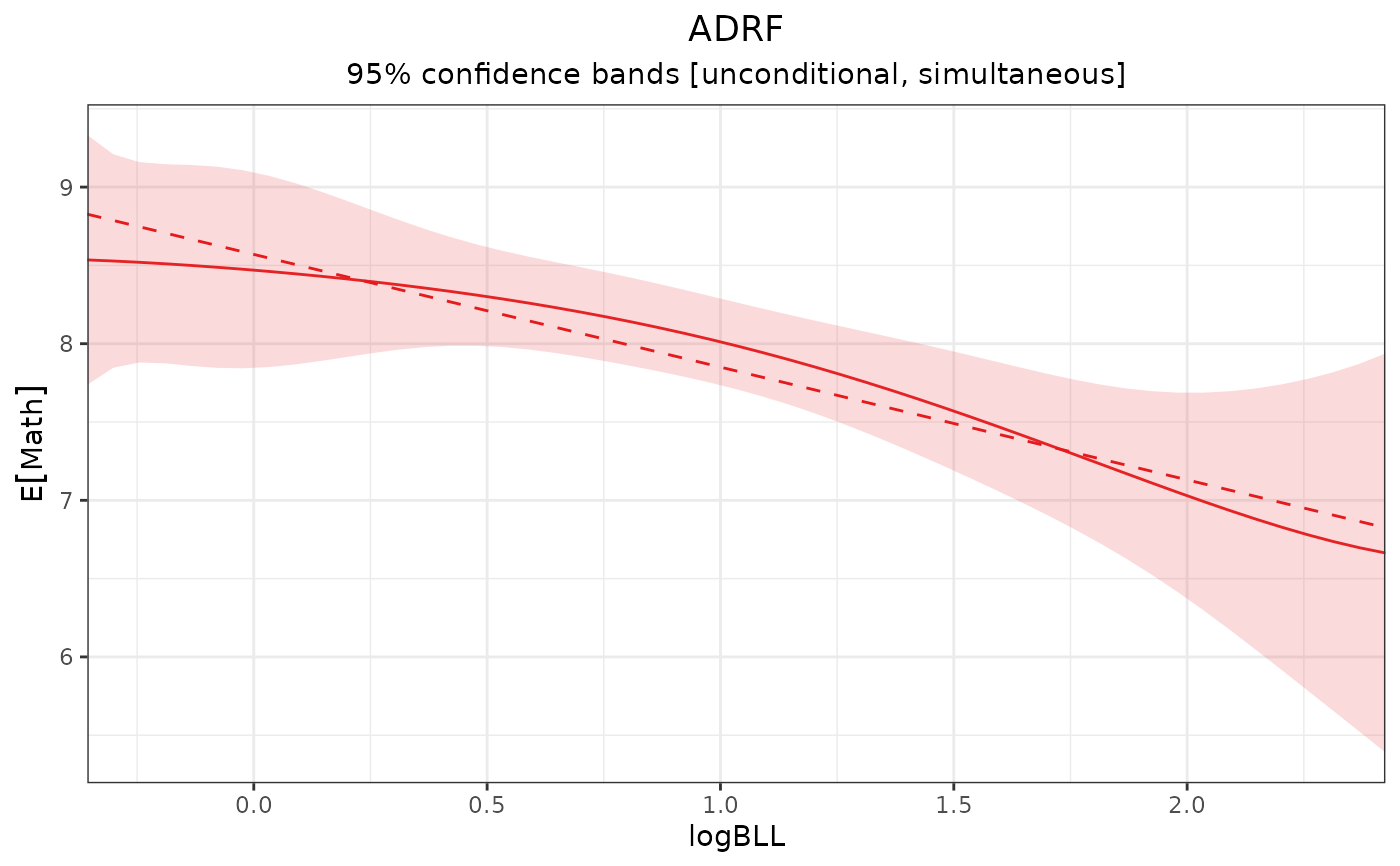 ADRF
95% confidence bands [unconditional, simultaneous]
E[Math]
9
8
7
6
0.0 0.5 1.0 1.5 2.0
logBLL